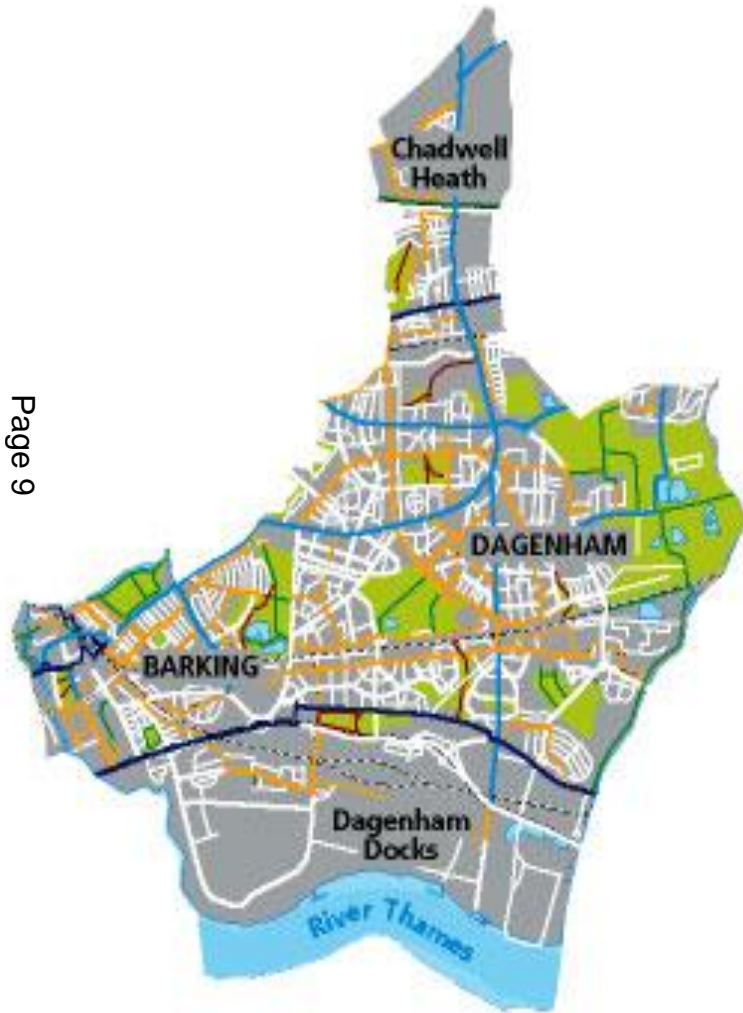 Chadwell
Heath
Page 9
DAGENHAM
BARKING
Dagenham
Docks
River Thames